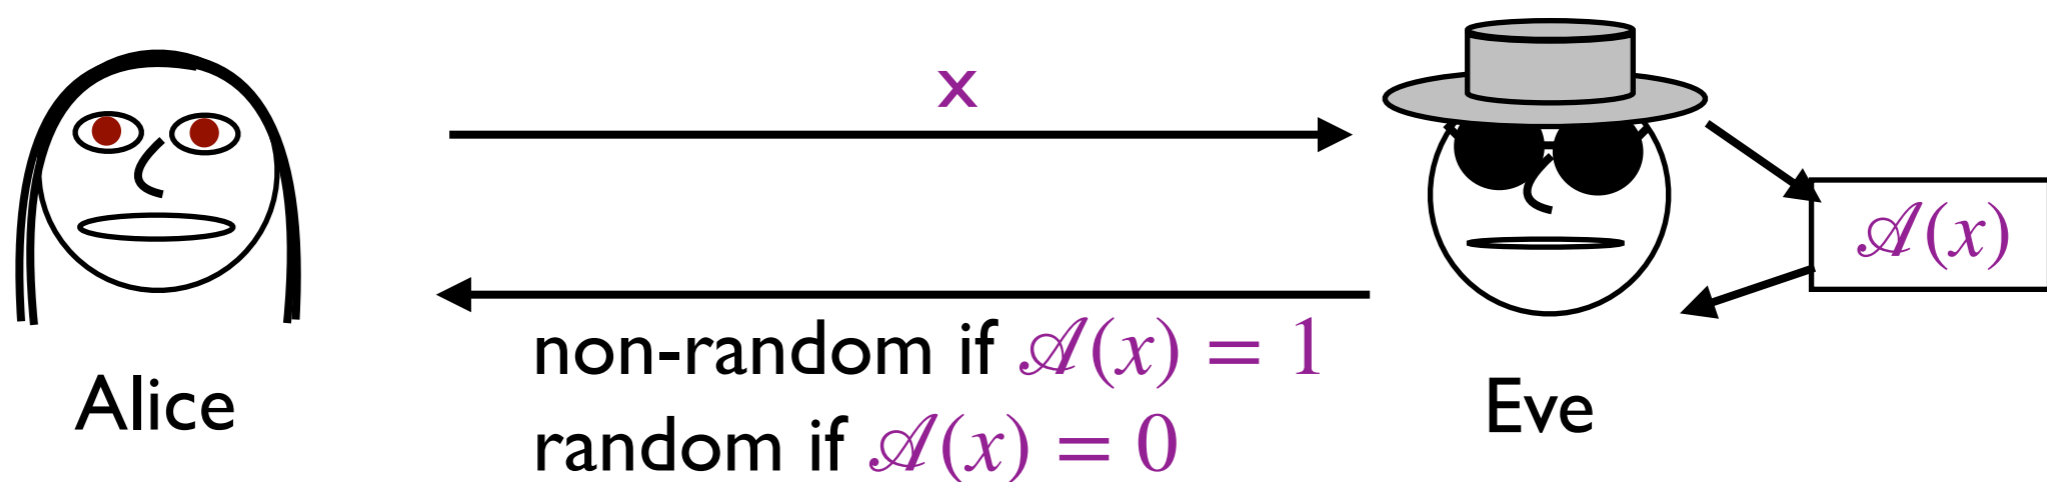 x
𝒜(x)
non-random if 𝒜(x) = 1
random if 𝒜(x) = 0
Alice
Eve